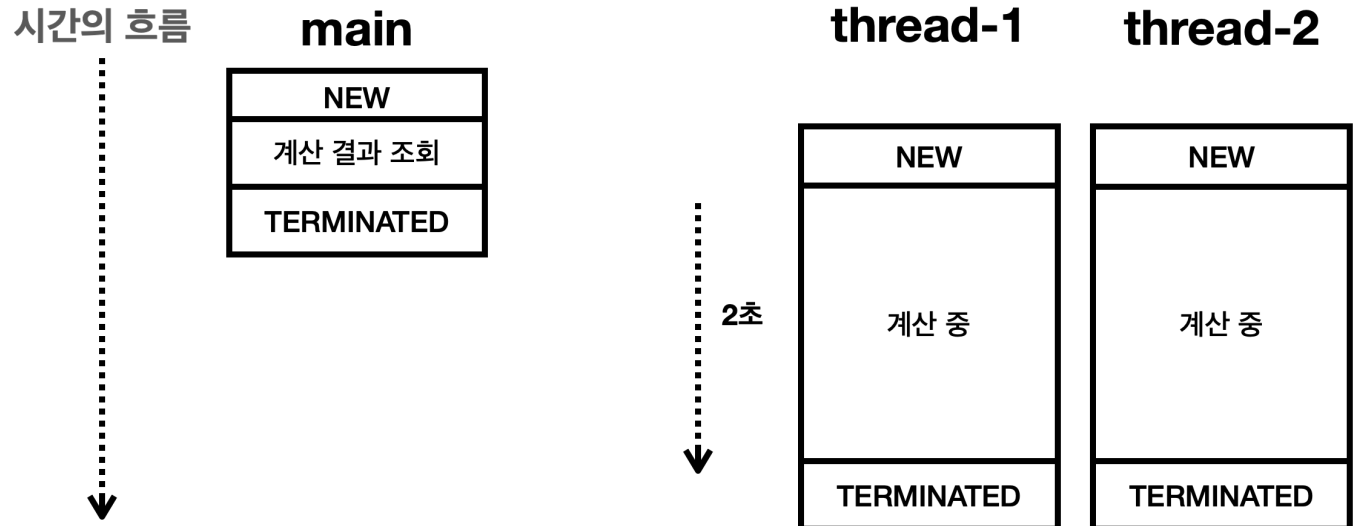 시간의 흐름
main
NEW
계산 결과 조회
TERMINATED
2초
thread-1
NEW
계산 중
TERMINATED
thread-2
NEW
계산 중
TERMINATED